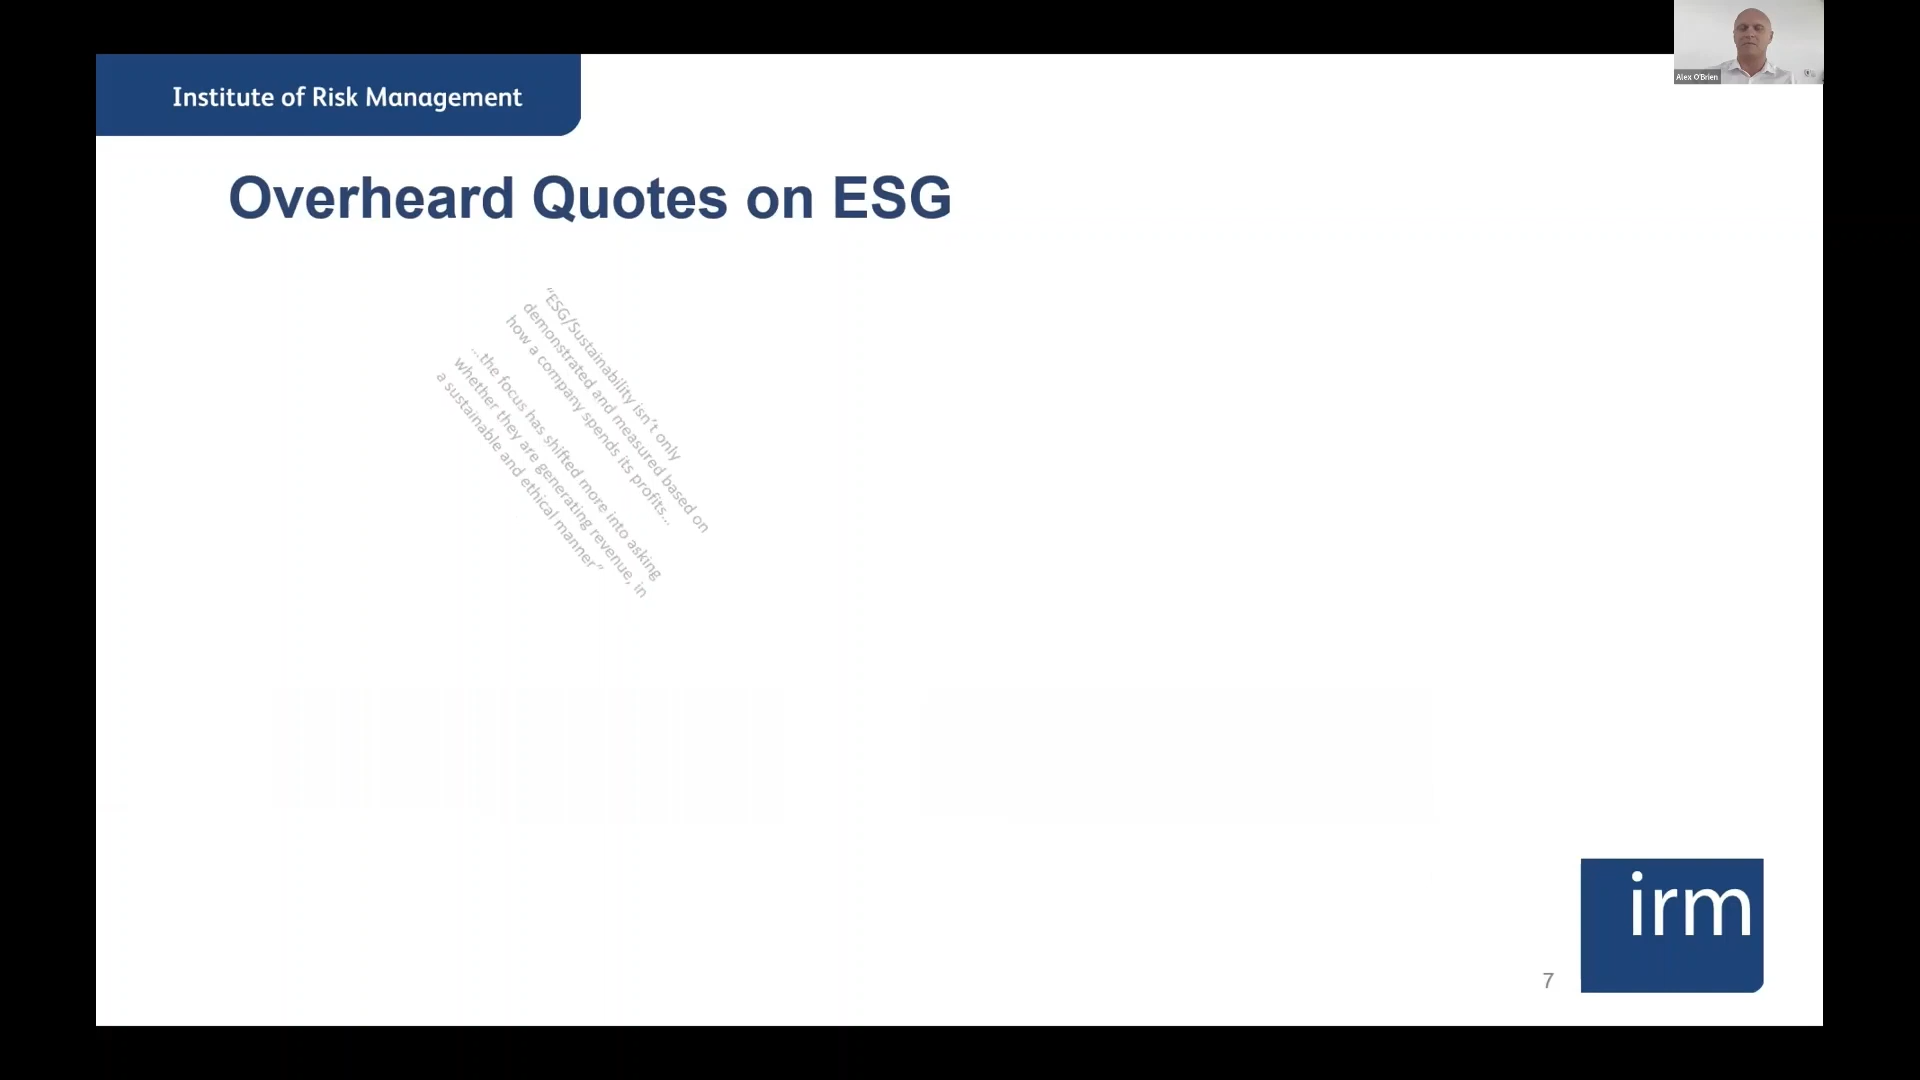 Institute of Risk Management
Alex O'Brien
Overheard Quotes on ESG
“ESG/Sustainability isn’t only
demonstrated and measured based on
how a company spends its profits…
…the focus has shifted more into asking
whether they are generating revenue, in
a sustainable and ethical manner”
irm
7